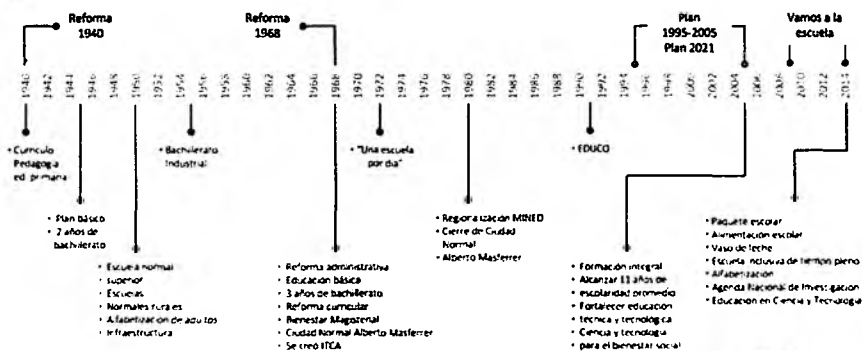 Reforma
1940
Reforma
1968
Plan
1995-2005
Plan 2021
Vamos a la
escuela
1940 1942 1944 1946 1948 1950 1952 1954 1956 1958 1960 1962 1964 1966 1968 1970 1972 1974 1976 1978 1980 1982 1984 1986 1988 1990 1992 1994 1996 1998 2000 2002 2004 2006 2008 2010 2012 2014
• Currículo
Pedagogía
ed. primaria
• Bachillerato
Industrial
• "Una escuela
por día"
• EDUCO
• Plan básico
• 2 años de
bachillerato
• Regionalización MINED
• Cierre de Ciudad
Normal
• Alberto Masferrer
• Paquete escolar
• Alimentación escolar
• Vaso de leche
• Escuela inclusiva de tiempo pleno
• Alfabetización
• Agenda Nacional de Investigación
• Educación en Ciencia y Tecnología
• Escuela normal
superior
• Escuelas
Normales rurales
• Alfabetización de adultos
• Infraestructura
• Reforma administrativa
• Educación básica
• 3 años de bachillerato
• Reforma curricular
• Bienestar Magisterial
• Ciudad Normal Alberto Masferrer
• Se creó ITCA
• Formación integral
• Alcanzar 11 años de
escolaridad promedio
• Fortalecer educación
técnica y tecnológica
• Ciencia y tecnología
para el bienestar social